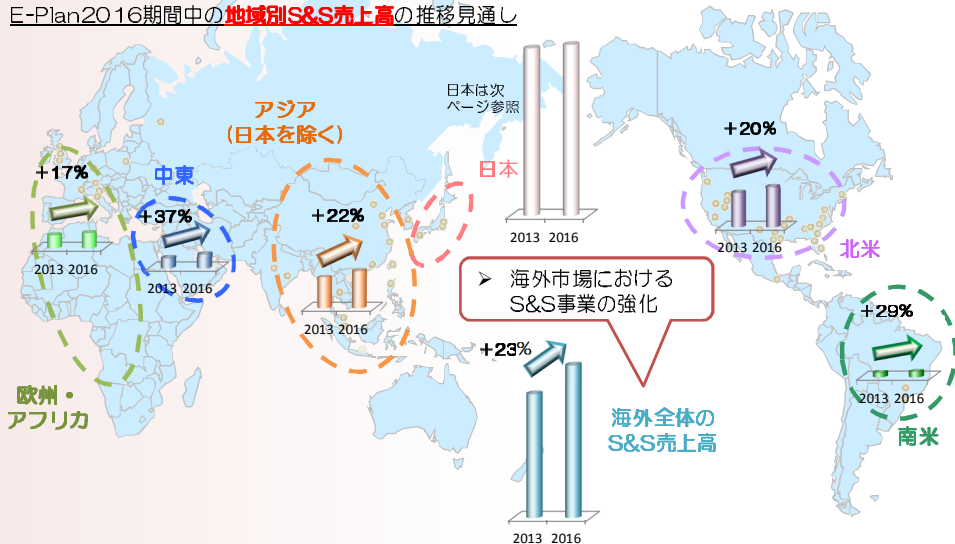 E-Plan2016期間中の地域別S&S売上高の推移見通し
日本は次
ページ参照
アジア
(日本を除く)
+20%
+17%
中東
日本
+37%
+22%
2013 2016
2013 2016
北米
2013 2016
2013 2016
➢ 海外市場における
S&S事業の強化
2013 2016
+29%
+23%
欧州・
アフリカ
2013 2016
海外全体の
S&S売上高
南米
2013 2016